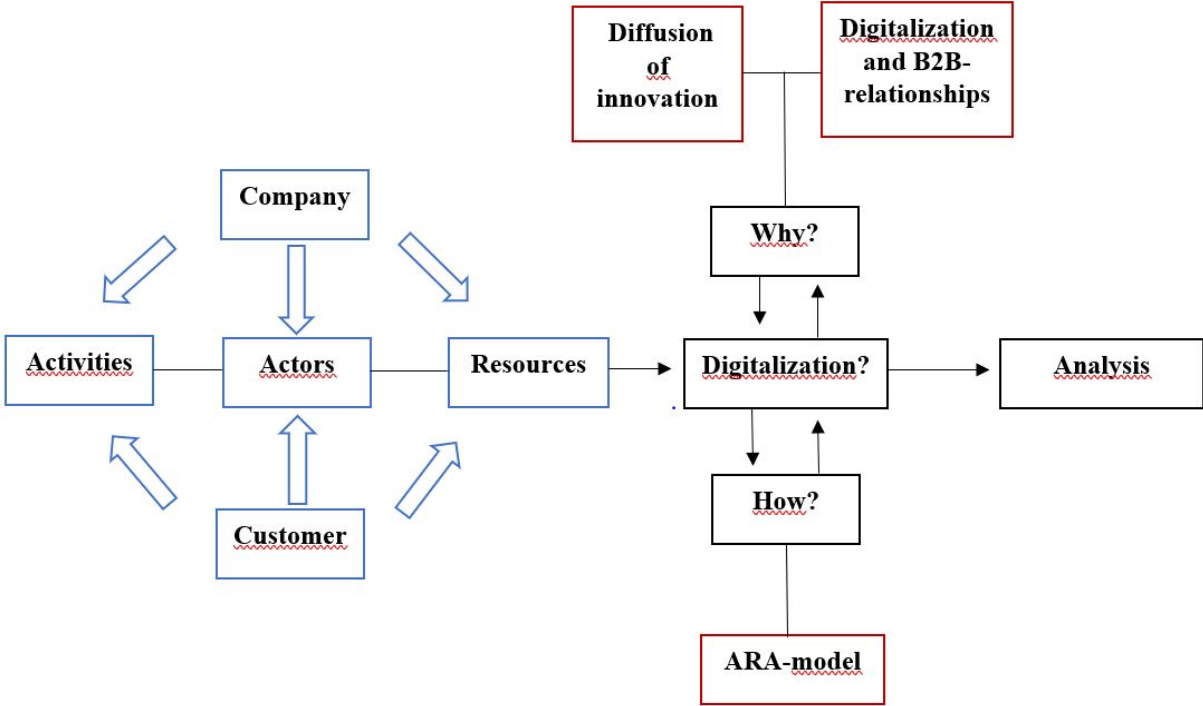 Diffusion
of
innovation
Digitalization
and B2B-
relationships
Company
Why?
Activities
Actors
Resources
Digitalization?
Analysis
How?
Customer
ARA-model